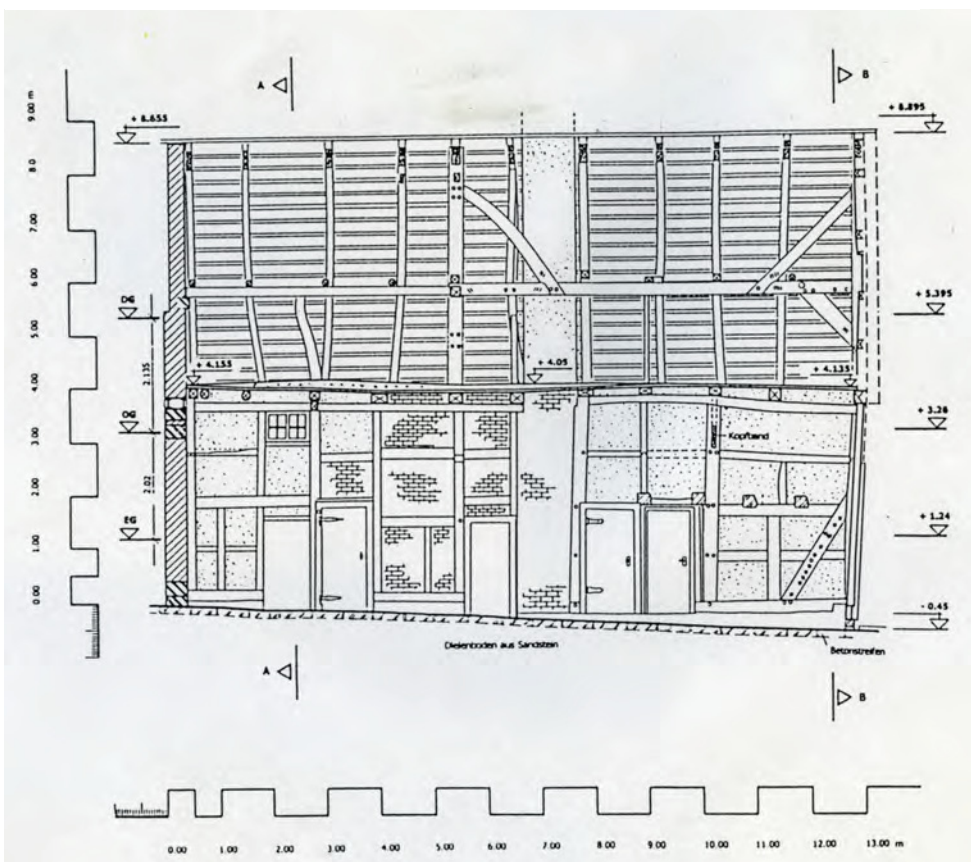 A
B
+ 8.655
+ 8.895
9.00 m
8.0
7.00
6.00
5.00
4.00
3.00
2.00
1.00
0.00
DG
+ 5.395
2.135
+ 4.155
+ 4.05
+ 4.135
OG
+ 3.28
Kopfband
2.02
EG
+ 1.24
- 0.45
Dielenboden aus Sandstein
Betonstreifen
A
B
0.00 1.00 2.00 3.00 4.00 5.00 6.00 7.00 8.00 9.00 10.00 11.00 12.00 13.00 m